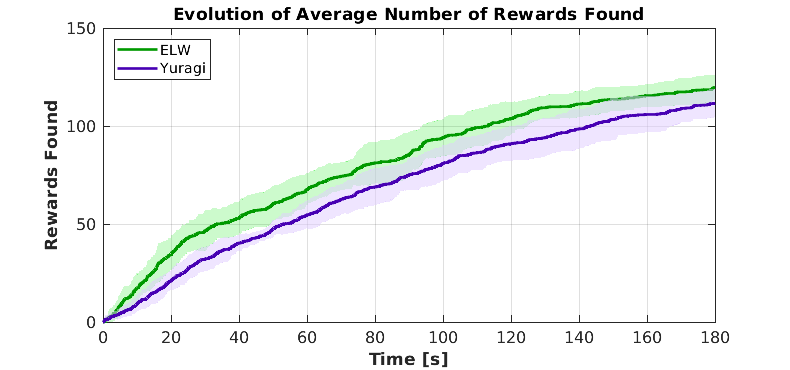 Evolution of Average Number of Rewards Found
ELW
Yuragi
Rewards Found
150
100
50
0
0 20 40 60 80 100 120 140 160 180
Time [s]